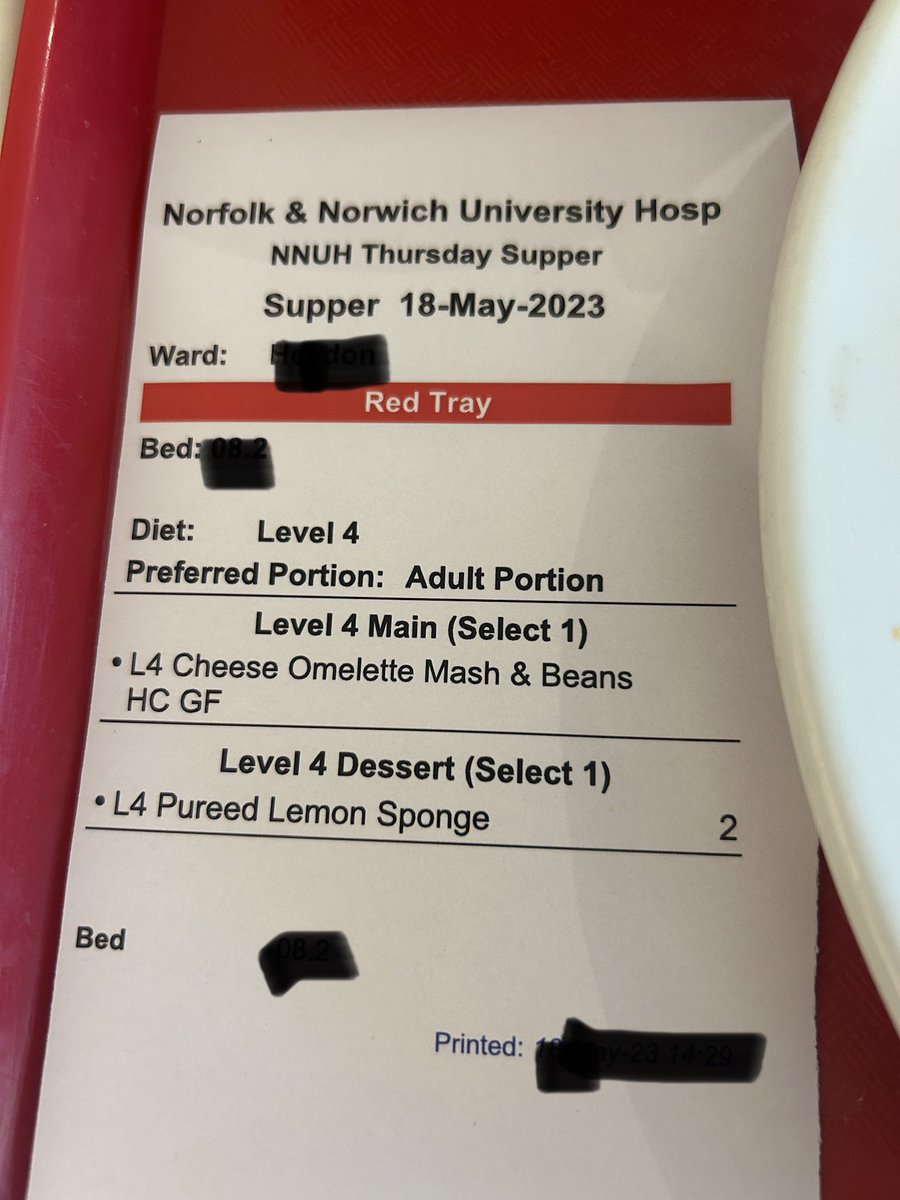 Norfolk & Norwich University Hosp
NNUH Thursday Supper
Supper 18-May-2023
Ward:
Red Tray
Bed:
Diet: Level 4
Preferred Portion: Adult Portion
Level 4 Main (Select 1)
• L4 Cheese Omelette Mash & Beans
HC GF
Level 4 Dessert (Select 1)
• L4 Pureed Lemon Sponge 2
Bed
Printed: